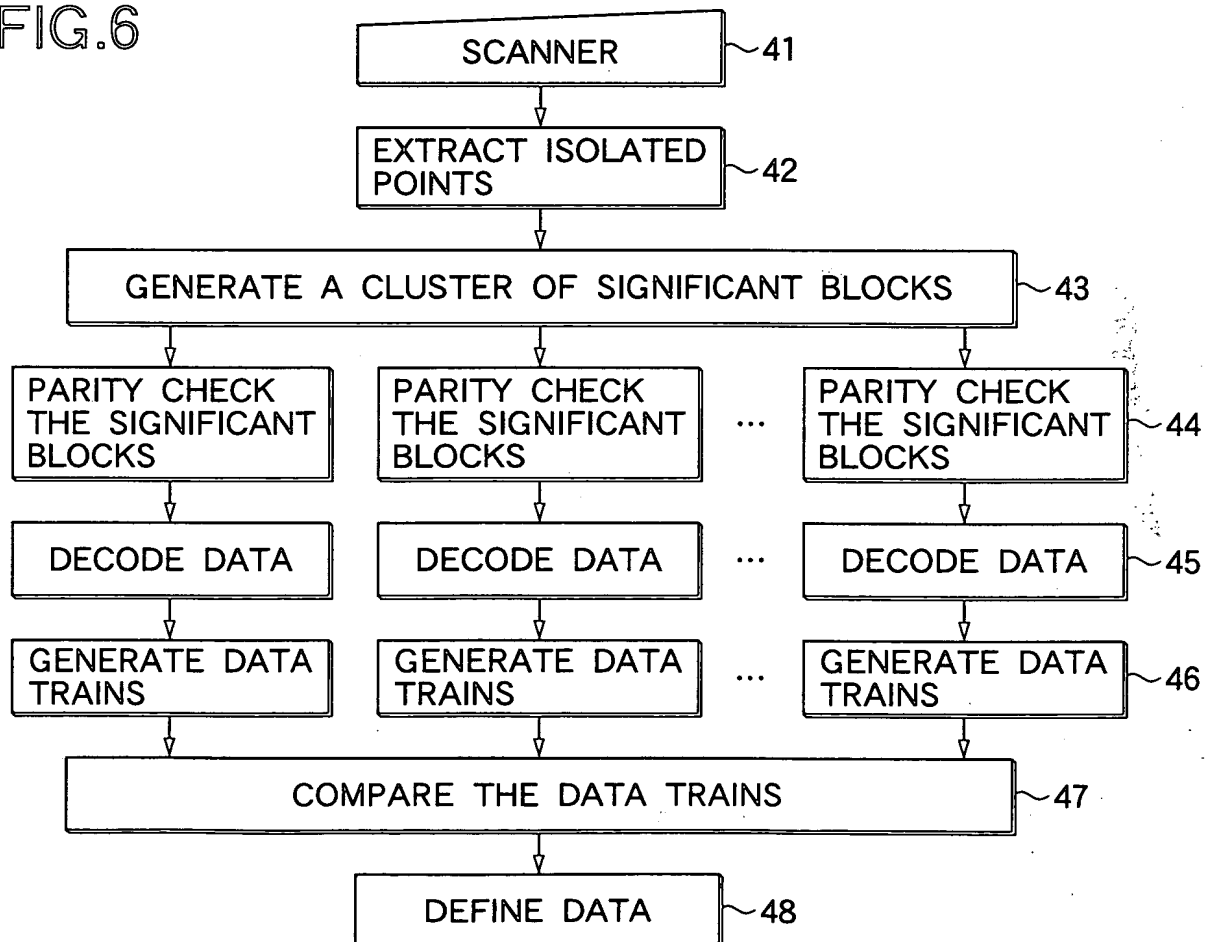 FIG.6
SCANNER
41
EXTRACT ISOLATED
POINTS
42
GENERATE A CLUSTER OF SIGNIFICANT BLOCKS
43
PARITY CHECK
THE SIGNIFICANT
BLOCKS
PARITY CHECK
THE SIGNIFICANT
BLOCKS
...
PARITY CHECK
THE SIGNIFICANT
BLOCKS
44
DECODE DATA
DECODE DATA
...
DECODE DATA
45
GENERATE DATA
TRAINS
GENERATE DATA
TRAINS
...
GENERATE DATA
TRAINS
46
COMPARE THE DATA TRAINS
47
DEFINE DATA
48